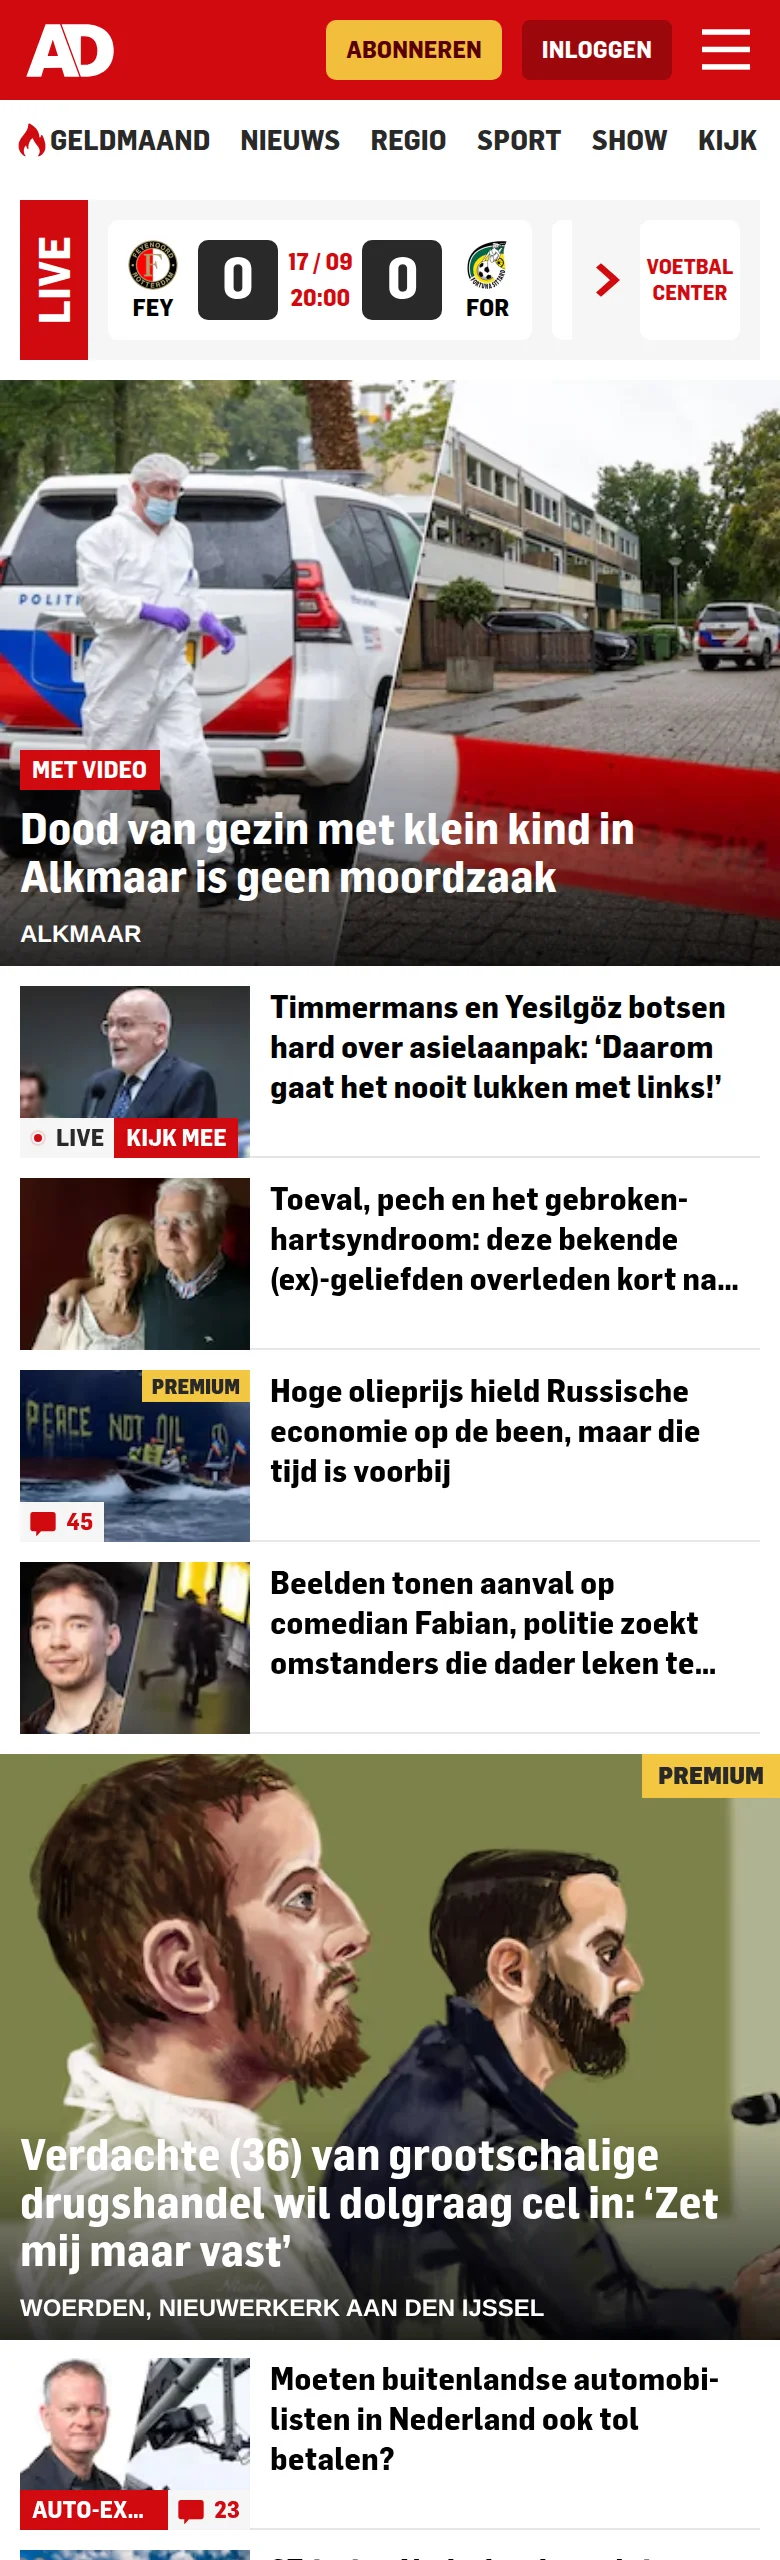 AD
ABONNEREN
INLOGGEN
GELDMAAND
NIEUWS
REGIO
SPORT
SHOW
KIJK
LIVE
FEY
0
17 / 09
20:00
0
FOR
VOETBAL
CENTER
POLITI
MET VIDEO
Dood van gezin met klein kind in
Alkmaar is geen moordzaak
ALKMAAR
Timmermans en Yesilgöz botsen
hard over asielaanpak: ‘Daarom
gaat het nooit lukken met links!’
LIVE
KIJK MEE
Toeval, pech en het gebroken-
hartsyndroom: deze bekende
(ex)-geliefden overleden kort na...
PREMIUM
PEACE NOT OIL
45
Hoge olieprijs hield Russische
economie op de been, maar die
tijd is voorbij
Beelden tonen aanval op
comedian Fabian, politie zoekt
omstanders die dader leken te...
PREMIUM
Verdachte (36) van grootschalige
drugshandel wil dolgraag cel in: ‘Zet
mij maar vast’
WOERDEN, NIEUWERKERK AAN DEN IJSSEL
Moeten buitenlandse automobi-
listen in Nederland ook tol
betalen?
AUTO-EX...
23